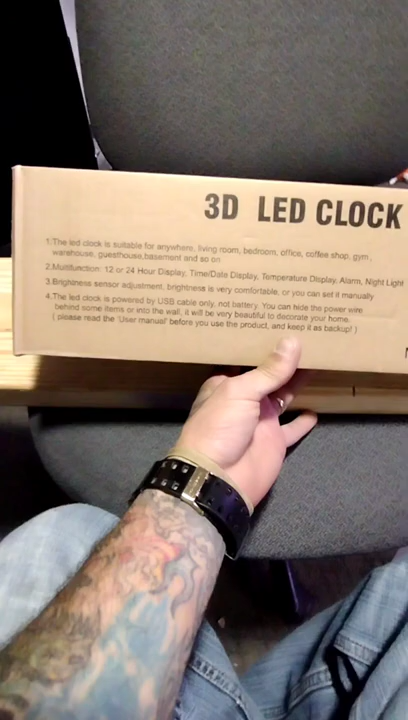 3D LED CLOCK
1.The led clock is suitable for anywhere, living room, bedroom, office, coffee shop, gym,
warshouse, guesthouse,basement and so on
2.Multifunction: 12 or 24 Hour Display, Time/Date Display, Temperature Display, Alarm, Night Light
3.Brightness sensor adjustment, brightness is very comfortable, or you can set it manually
4.The led clock is powered by USB cable only, not battery. You can hide the power wire
behind some items or into the wall, it will be very beautiful to decorate your home.
( please read the 'User manual' before you use the product, and keep it as backup! )